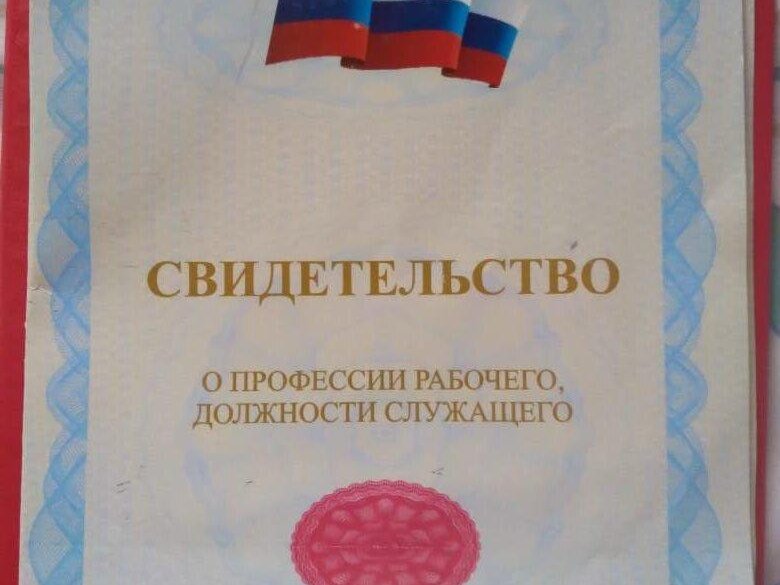 СВИДЕТЕЛЬСТВО
О ПРОФЕССИИ РАБОЧЕГО,
ДОЛЖНОСТИ СЛУЖАЩЕГО